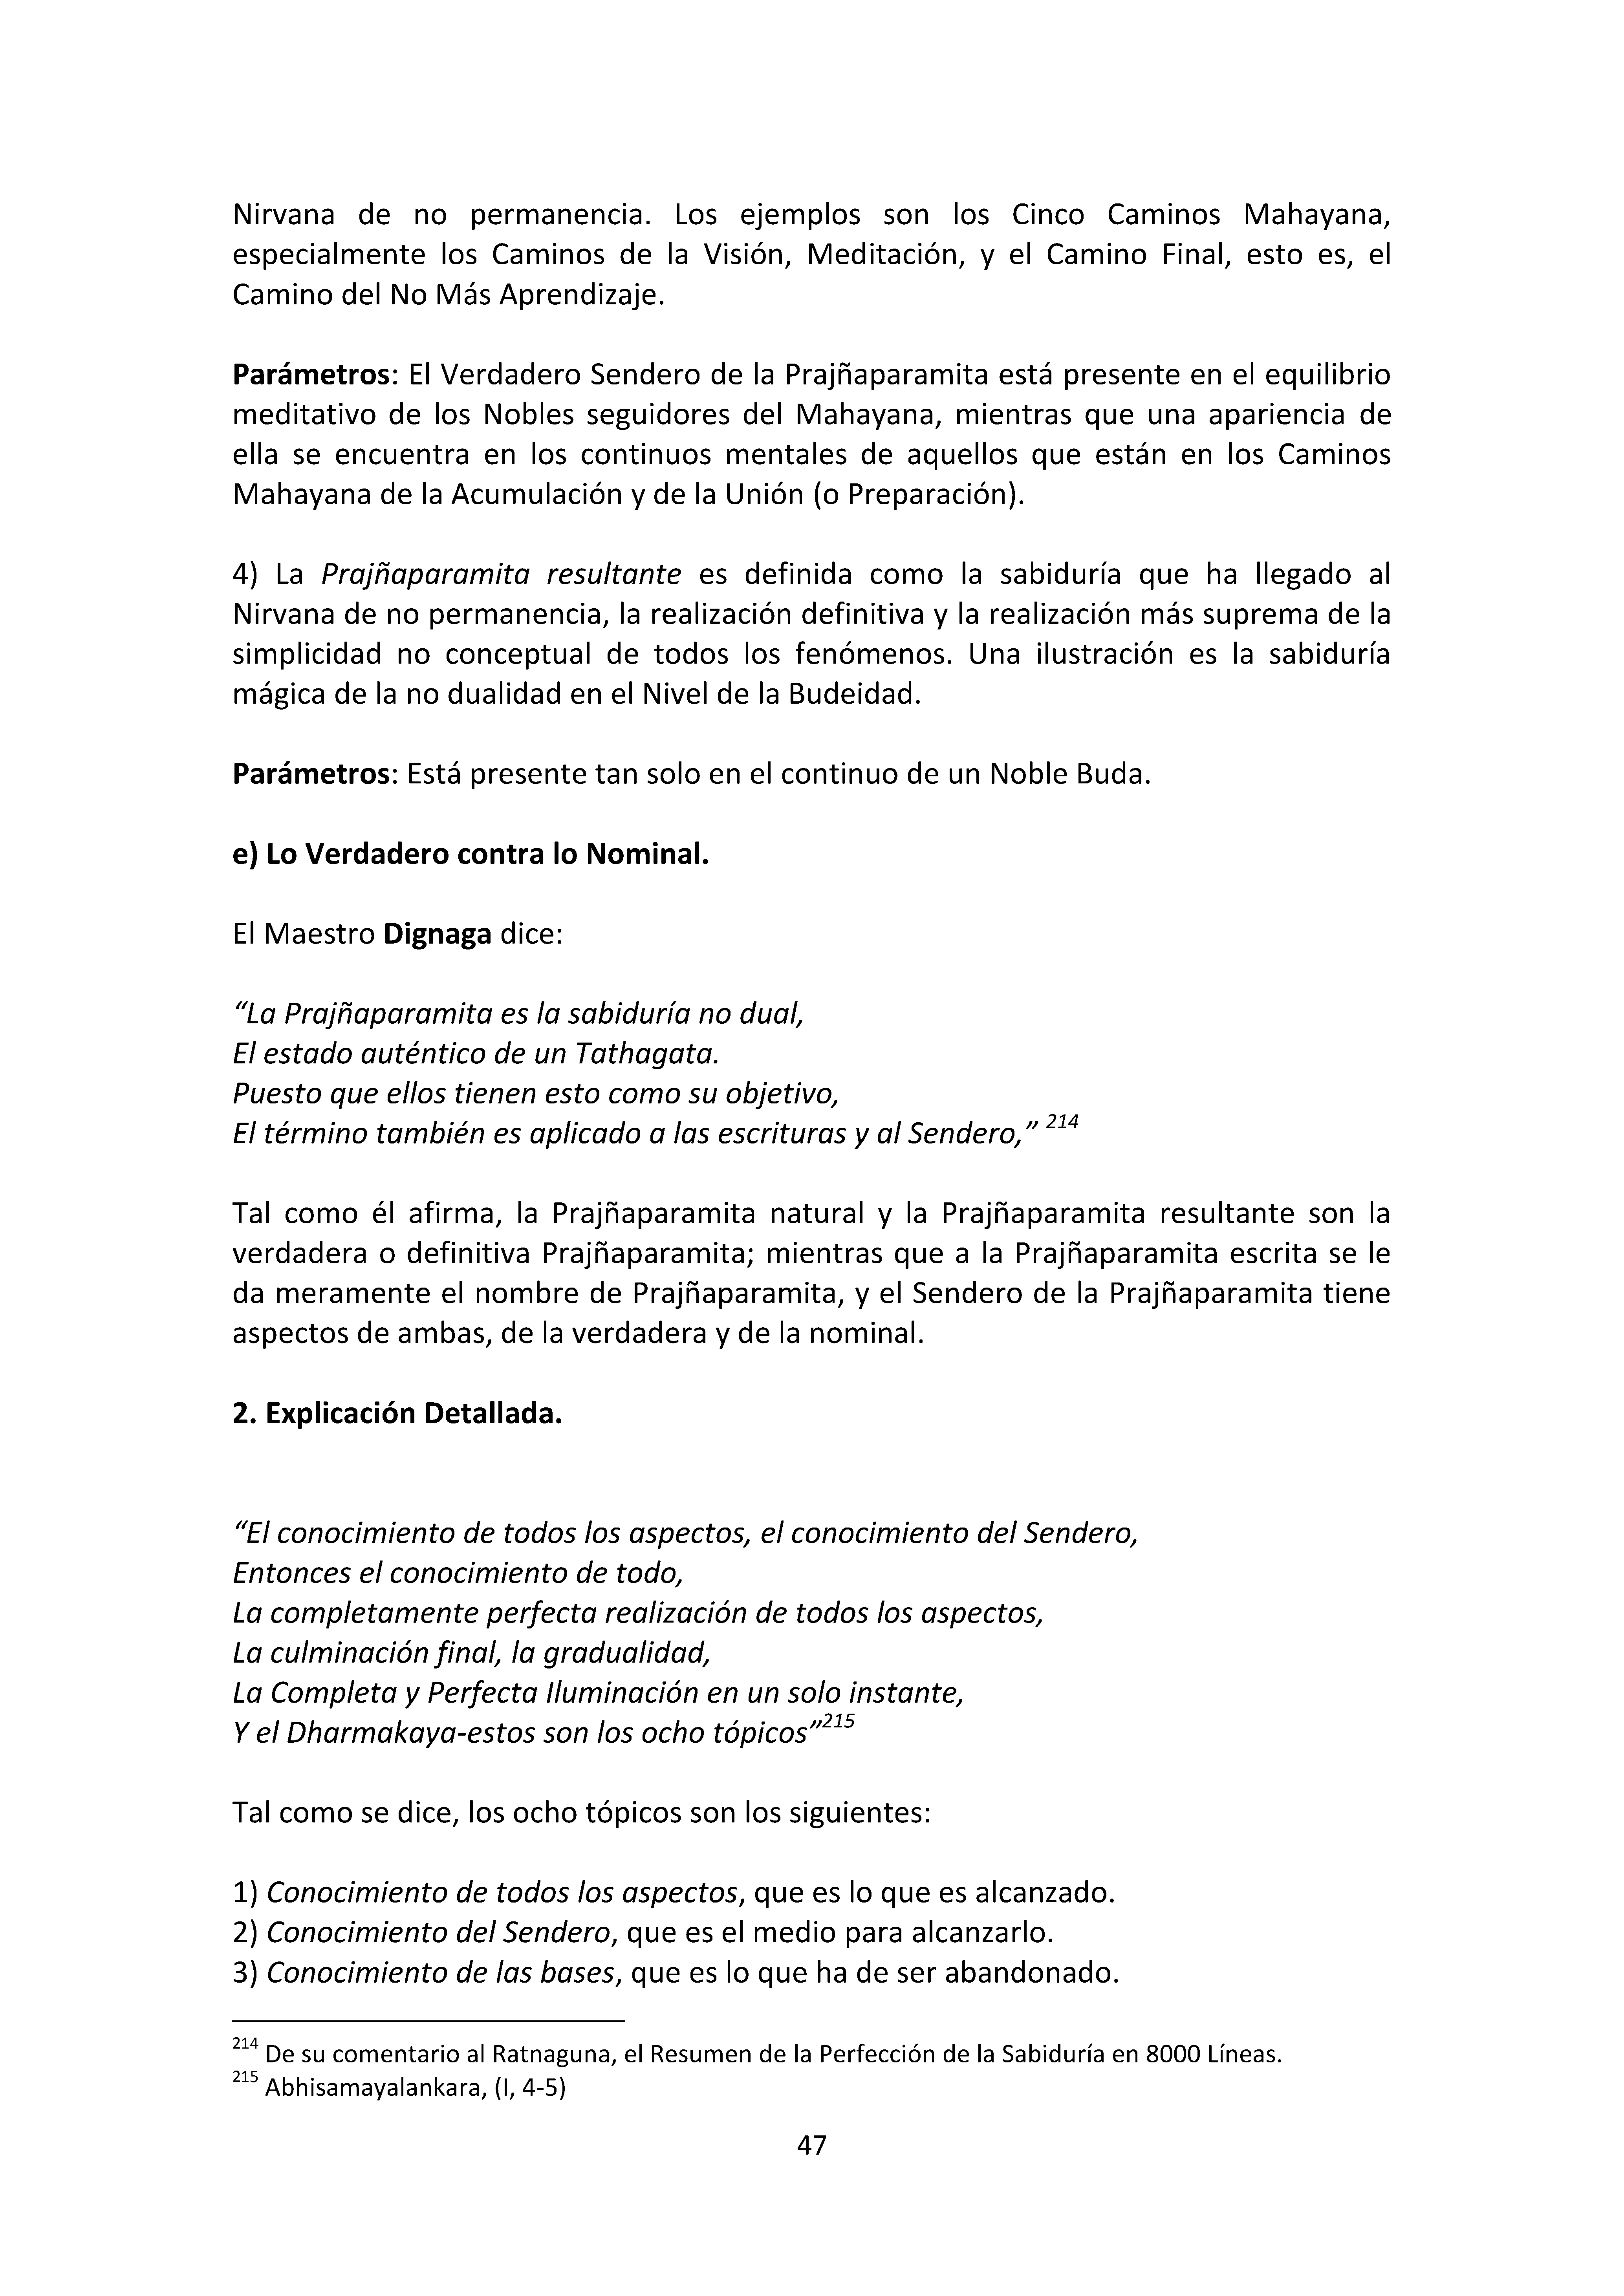 Nirvana de no permanencia. Los ejemplos son los Cinco Caminos Mahayana,
especialmente los Caminos de la Visión, Meditación, y el Camino Final, esto es, el
Camino del No Más Aprendizaje.
Parámetros: El Verdadero Sendero de la Prajñaparamita está presente en el equilibrio
meditativo de los Nobles seguidores del Mahayana, mientras que una apariencia de
ella se encuentra en los continuos mentales de aquellos que están en los Caminos
Mahayana de la Acumulación y de la Unión (o Preparación).
4) La Prajñaparamita resultante es definida como la sabiduría que ha llegado al
Nirvana de no permanencia, la realización definitiva y la realización más suprema de la
simplicidad no conceptual de todos los fenómenos. Una ilustración es la sabiduría
mágica de la no dualidad en el Nivel de la Budeidad.
Parámetros: Está presente tan solo en el continuo de un Noble Buda.
e) Lo Verdadero contra lo Nominal.
El Maestro Dignaga dice:
“La Prajñaparamita es la sabiduría no dual,
El estado auténtico de un Tathagata.
Puesto que ellos tienen esto como su objetivo,
El término también es aplicado a las escrituras y al Sendero,” 214
Tal como él afirma, la Prajñaparamita natural y la Prajñaparamita resultante son la
verdadera o definitiva Prajñaparamita; mientras que a la Prajñaparamita escrita se le
da meramente el nombre de Prajñaparamita, y el Sendero de la Prajñaparamita tiene
aspectos de ambas, de la verdadera y de la nominal.
2. Explicación Detallada.
“El conocimiento de todos los aspectos, el conocimiento del Sendero,
Entonces el conocimiento de todo,
La completamente perfecta realización de todos los aspectos,
La culminación final, la gradualidad,
La Completa y Perfecta Iluminación en un solo instante,
Y el Dharmakaya-estos son los ocho tópicos”215
Tal como se dice, los ocho tópicos son los siguientes:
1) Conocimiento de todos los aspectos, que es lo que es alcanzado.
2) Conocimiento del Sendero, que es el medio para alcanzarlo.
3) Conocimiento de las bases, que es lo que ha de ser abandonado.
214 De su comentario al Ratnaguna, el Resumen de la Perfección de la Sabiduría en 8000 Líneas.
215 Abhisamayalankara, (I, 4-5)
47